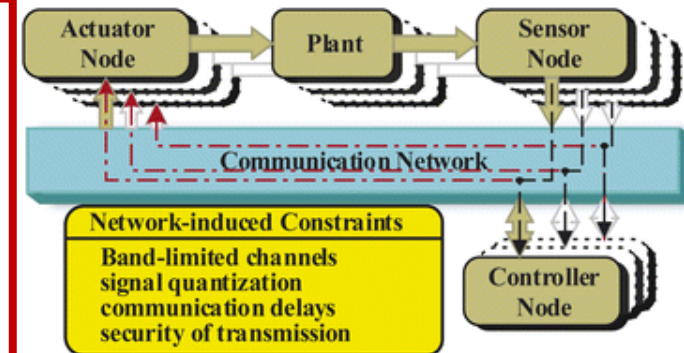 Actuator
Node
Plant
Sensor
Node
Communication Network
Network-induced Constraints
Band-limited channels
signal quantization
communication delays
security of transmission
Controller
Node